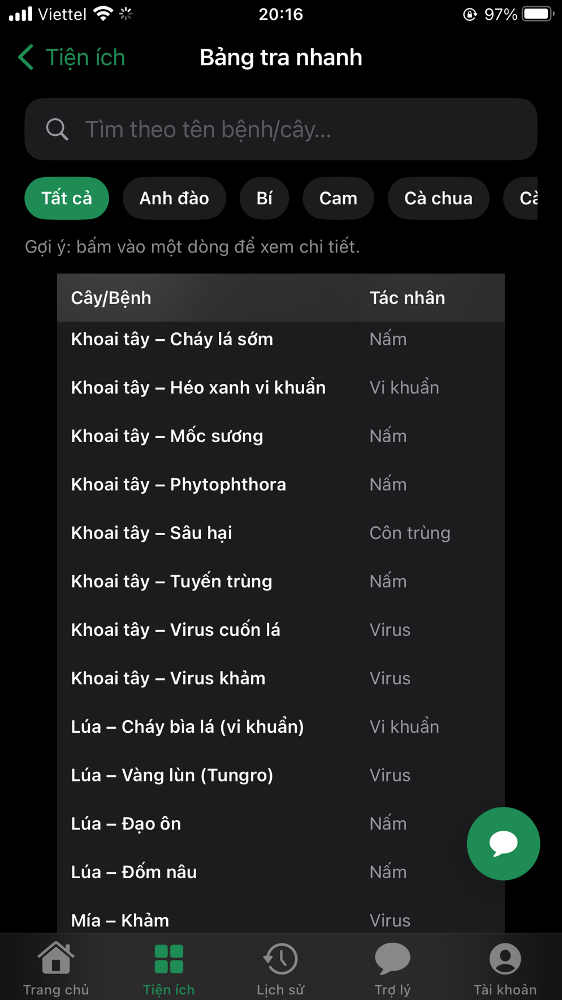 Viettel 20:16 97%
Tiện ích Bảng tra nhanh
Tìm theo tên bệnh/cây...
Tất cả Anh đào Bí Cam Cà chua
Gợi ý: bấm vào một dòng để xem chi tiết.
Cây/Bệnh Tác nhân
Khoai tây – Cháy lá sớm Nấm
Khoai tây – Héo xanh vi khuẩn Vi khuẩn
Khoai tây – Mốc sương Nấm
Khoai tây – Phytophthora Nấm
Khoai tây – Sâu hại Côn trùng
Khoai tây – Tuyến trùng Nấm
Khoai tây – Virus cuốn lá Virus
Khoai tây – Virus khảm Virus
Lúa – Cháy bìa lá (vi khuẩn) Vi khuẩn
Lúa – Vàng lùn (Tungro) Virus
Lúa – Đạo ôn Nấm
Lúa – Đốm nâu Nấm
Mía – Khảm Virus
Trang chủ Tiện ích Lịch sử Trợ lý Tài khoản